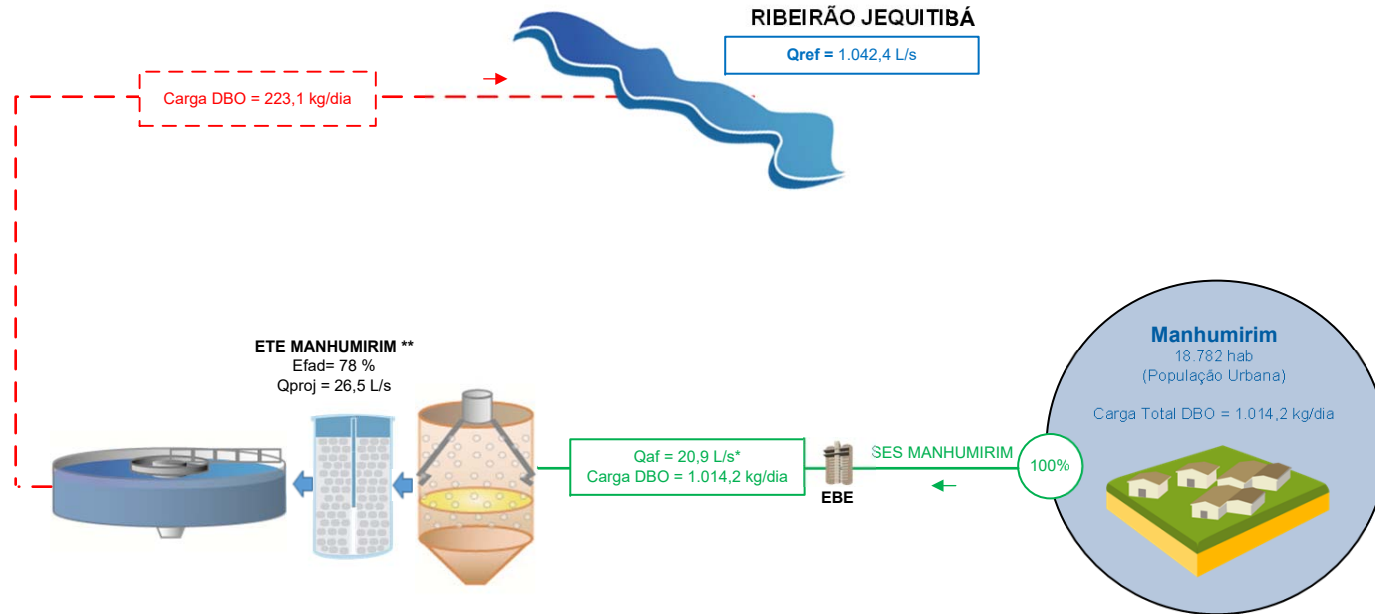 RIBEIRÃO JEQUITIBÁ
Qref = 1.042,4 L/s
Carga DBO = 223,1 kg/dia
ETE MANHUMIRIM **
Efad= 78 %
Qproj = 26,5 L/s
Qaf = 20,9 L/s*
Carga DBO = 1.014,2 kg/dia
EBE
SES MANHUMIRIM
100%
Manhumirim
18.782 hab
(População Urbana)
Carga Total DBO = 1.014,2 kg/dia